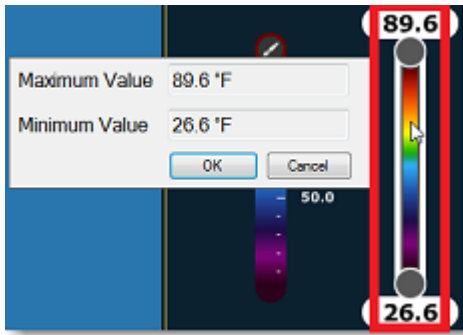 89.6
Maximum Value 89.6 °F
Minimum Value 26.6 °F
OK Cancel
50.0
26.6